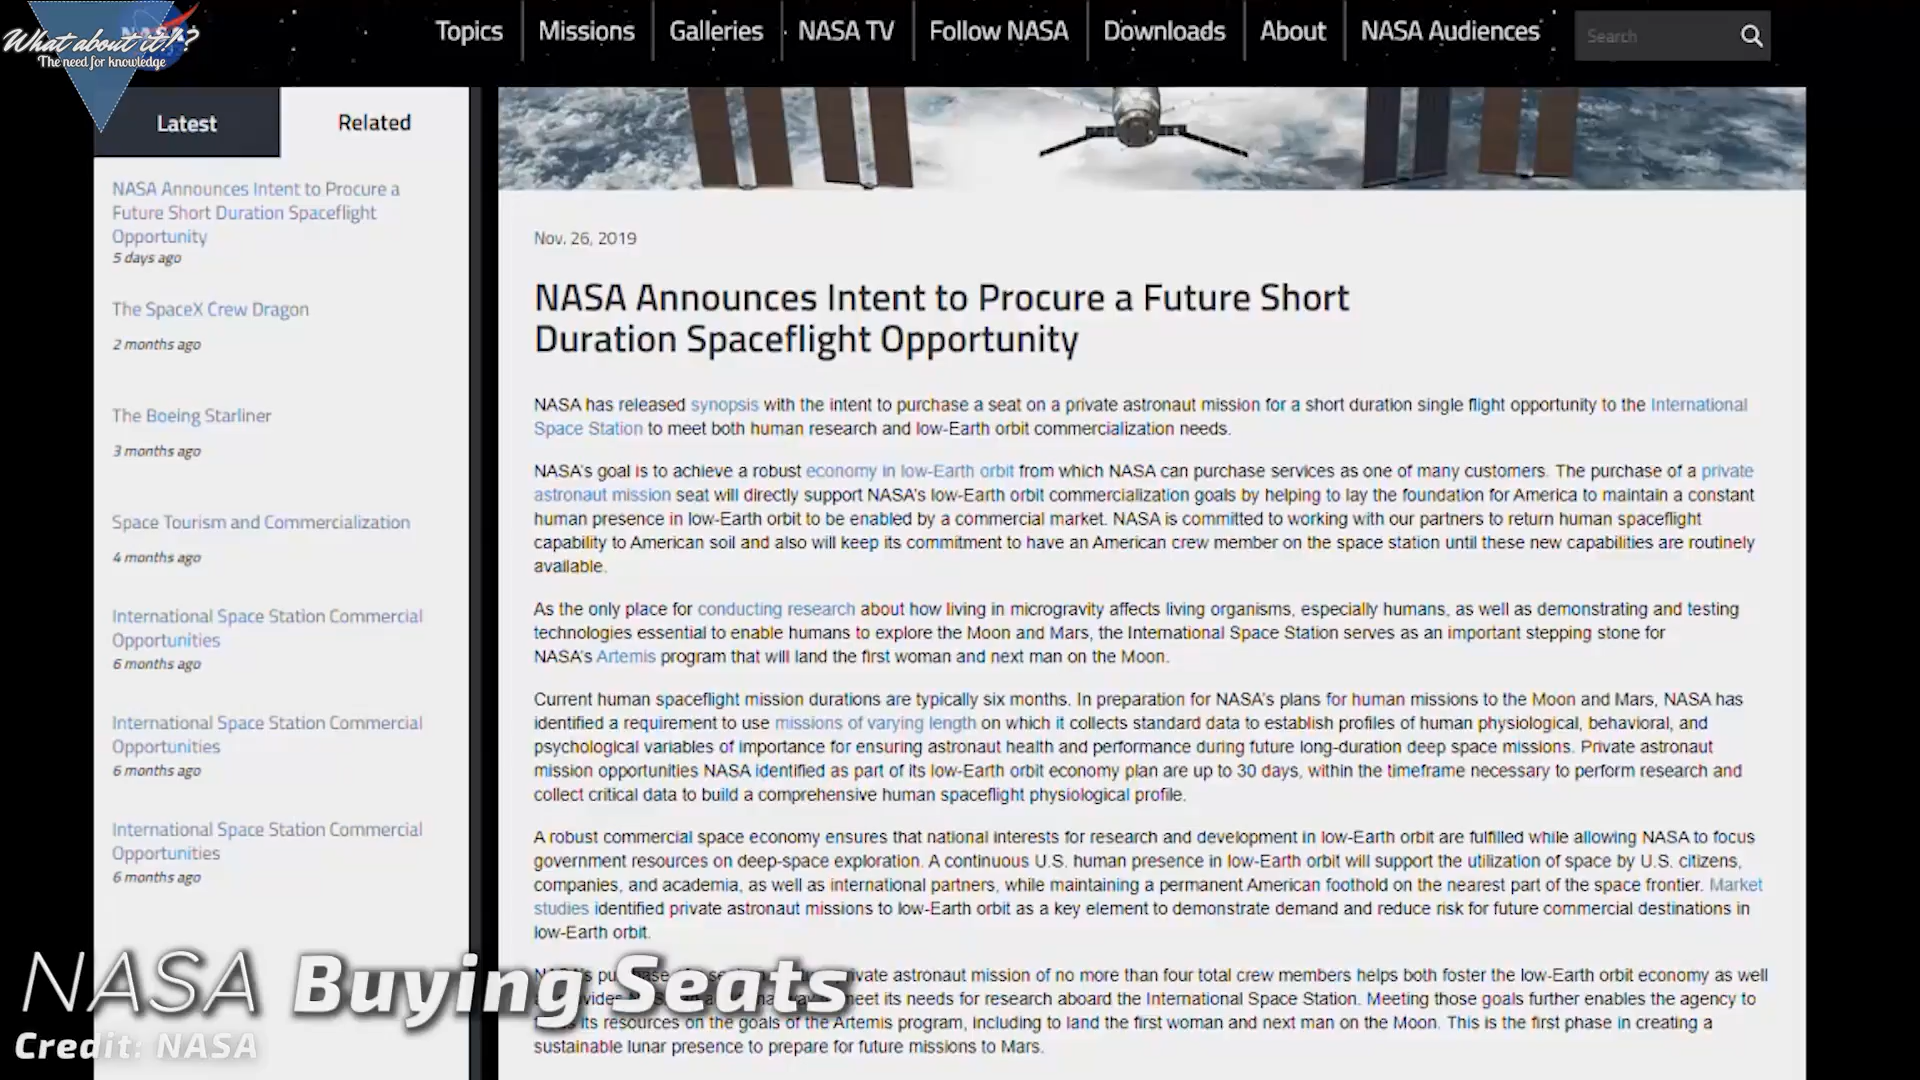 What about it!?
The need for knowledge
Topics
Missions
Galleries
NASA TV
Follow NASA
Downloads
About
NASA Audiences
Search
Latest
Related
NASA Announces Intent to Procure a
Future Short Duration Spaceflight
Opportunity
5 days ago
The SpaceX Crew Dragon
2 months ago
The Boeing Starliner
3 months ago
Space Tourism and Commercialization
4 months ago
International Space Station Commercial
Opportunities
6 months ago
International Space Station Commercial
Opportunities
6 months ago
International Space Station Commercial
Opportunities
6 months ago
Nov. 26, 2019
NASA Announces Intent to Procure a Future Short
Duration Spaceflight Opportunity
NASA has released synopsis with the intent to purchase a seat on a private astronaut mission for a short duration single flight opportunity to the International
Space Station to meet both human research and low-Earth orbit commercialization needs.
NASA's goal is to achieve a robust economy in low-Earth orbit from which NASA can purchase services as one of many customers. The purchase of a private
astronaut mission seat will directly support NASA's low-Earth orbit commercialization goals by helping to lay the foundation for America to maintain a constant
human presence in low-Earth orbit to be enabled by a commercial market. NASA is committed to working with our partners to return human spaceflight
capability to American soil and also will keep its commitment to have an American crew member on the space station until these new capabilities are routinely
available.
As the only place for conducting research about how living in microgravity affects living organisms, especially humans, as well as demonstrating and testing
technologies essential to enable humans to explore the Moon and Mars, the International Space Station serves as an important stepping stone for
NASA's Artemis program that will land the first woman and next man on the Moon.
Current human spaceflight mission durations are typically six months. In preparation for NASA's plans for human missions to the Moon and Mars, NASA has
identified a requirement to use missions of varying length on which it collects standard data to establish profiles of human physiological, behavioral, and
psychological variables of importance for ensuring astronaut health and performance during future long-duration deep space missions. Private astronaut
mission opportunities NASA identified as part of its low-Earth orbit economy plan are up to 30 days, within the timeframe necessary to perform research and
collect critical data to build a comprehensive human spaceflight physiological profile.
A robust commercial space economy ensures that national interests for research and development in low-Earth orbit are fulfilled while allowing NASA to focus
government resources on deep-space exploration. A continuous U.S. human presence in low-Earth orbit will support the utilization of space by U.S. citizens,
companies, and academia, as well as international partners, while maintaining a permanent American foothold on the nearest part of the space frontier. Market
studies identified private astronaut missions to low-Earth orbit as a key element to demonstrate demand and reduce risk for future commercial destinations in
low-Earth orbit.
astronaut mission of no more than four total crew members helps both foster the low-Earth orbit economy as well
meet its needs for research aboard the International Space Station. Meeting those goals further enables the agency to
its resources on the goals of the Artemis program, including to land the first woman and next man on the Moon. This is the first phase in creating a
sustainable lunar presence to prepare for future missions to Mars.
NASA Buying Seats
Credit: NASA